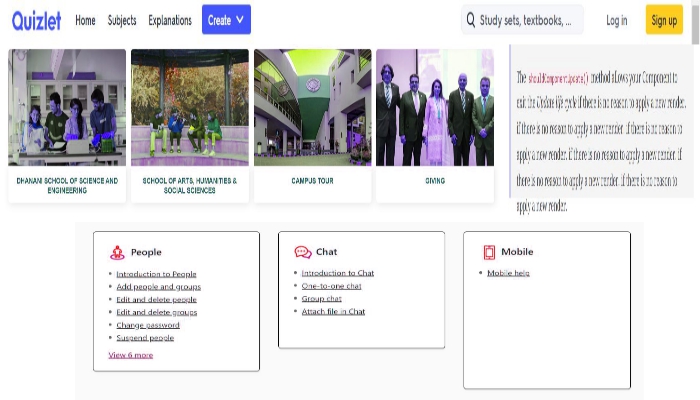 Quizlet Home Subjects Explanations Create Study sets, textbooks, ... Log in Sign up
DHANANI SCHOOL OF SCIENCE AND
ENGINEERING
SCHOOL OF ARTS, HUMANITIES &
SOCIAL SCIENCES
CAMPUS TOUR
GIVING
The shouldComponentUpdate() method allows your Component to
exit the Update life cycle if there is no reason to apply a new render.
if there is no reason to apply a new render. if there is no reason to
apply a new render. if there is no reason to apply a new render. if
there is no reason to apply a new render. if there is no reason to
apply a new render.
People
Introduction to People
Add people and groups
Edit and delete people
Edit and delete groups
Change password
Suspend people
View 6 more
Chat
Introduction to Chat
One-to-one chat
Group chat
Attach file in Chat
Mobile
Mobile help